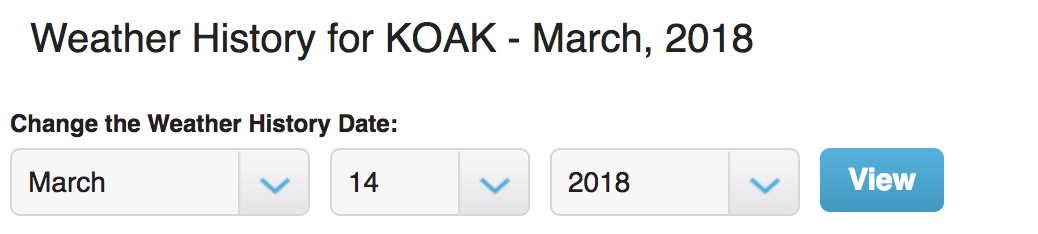 Weather History for KOAK - March, 2018
Change the Weather History Date:
March 14 2018 View